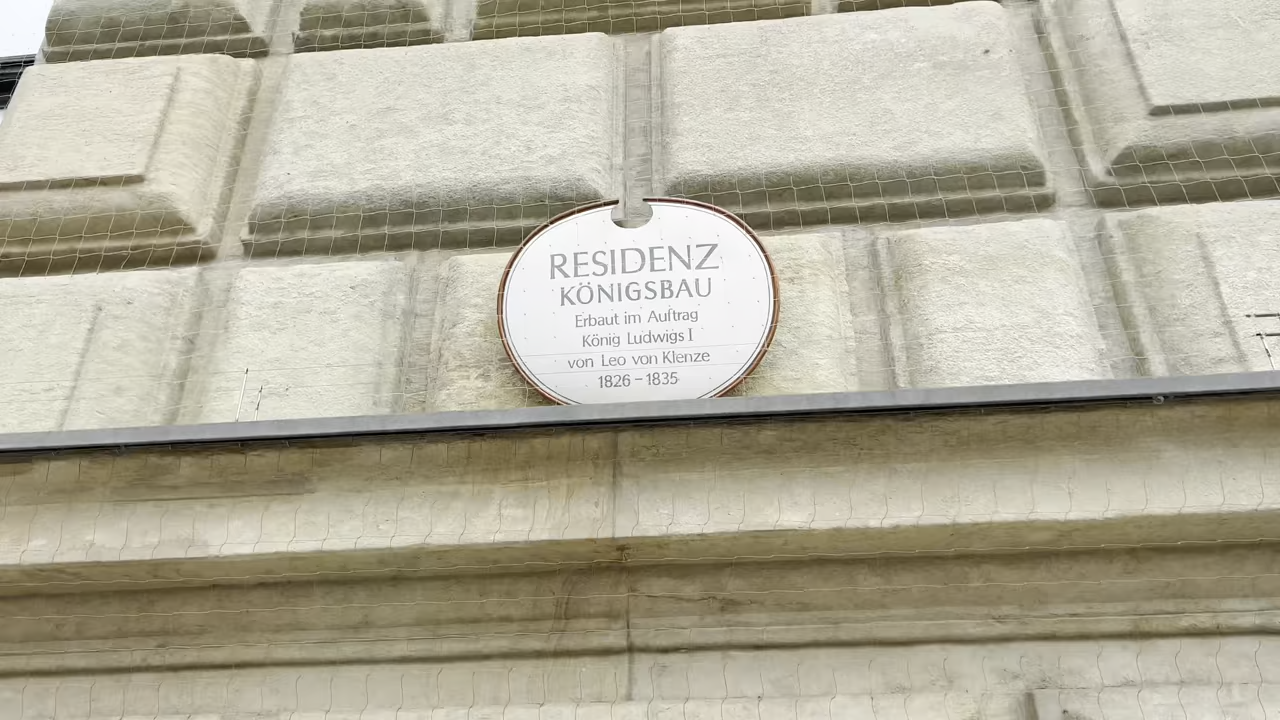 RESIDENZ
KÖNIGSBAU
Erbaut im Auftrag
König Ludwigs I
von Leo von Klenze
1826 – 1835